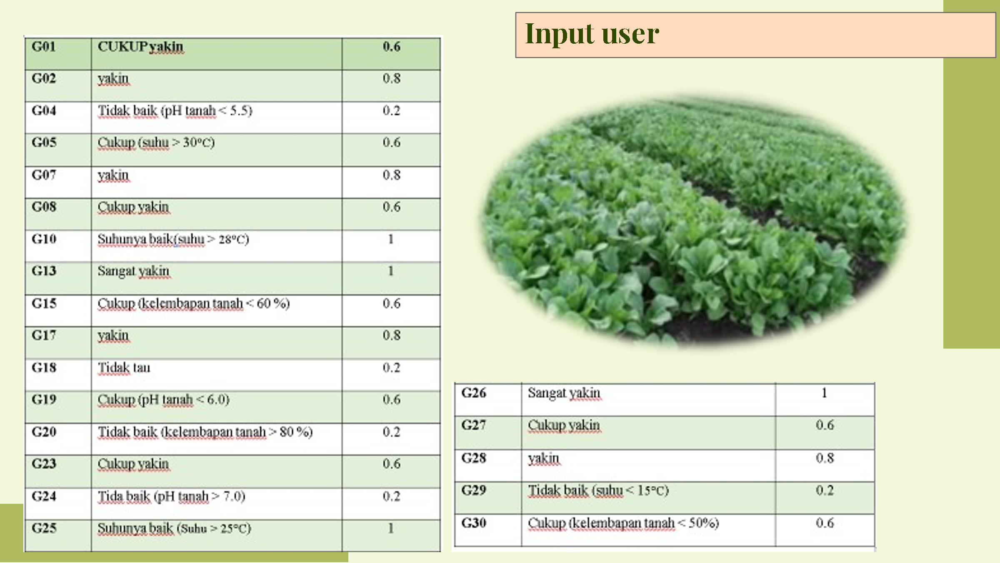 Input user
G01 CUKUP yakin 0.6
G02 yakin 0.8
G04 Tidak baik (pH tanah < 5.5) 0.2
G05 Cukup (suhu > 30°C) 0.6
G07 yakin 0.8
G08 Cukup yakin 0.6
G10 Suhunya baik(suhu > 28°C) 1
G13 Sangat yakin 1
G15 Cukup (kelembapan tanah < 60 %) 0.6
G17 yakin 0.8
G18 Tidak tau 0.2
G19 Cukup (pH tanah < 6.0) 0.6
G20 Tidak baik (kelembapan tanah > 80 %) 0.2
G23 Cukup yakin 0.6
G24 Tida baik (pH tanah > 7.0) 0.2
G25 Suhunya baik (Suhu > 25°C) 1
G26 Sangat yakin 1
G27 Cukup yakin 0.6
G28 yakin 0.8
G29 Tidak baik (suhu < 15°C) 0.2
G30 Cukup (kelembapan tanah < 50%) 0.6